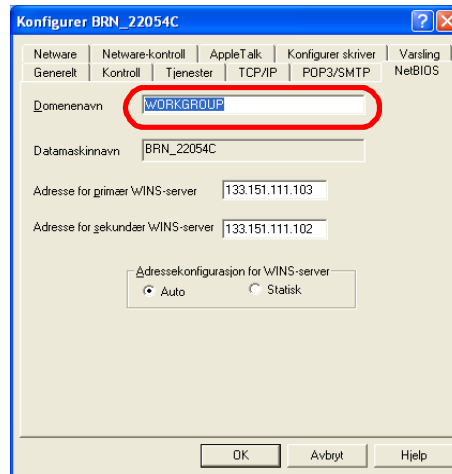 Konfigurer BRN_22054C
Netware Netware-kontroll AppleTalk Konfigurer skriver Varsling
Generelt Kontroll Tjenester TCP/IP POP3/SMTP NetBIOS
Domenenavn WORKGROUP
Datamaskinnavn BRN_22054C
Adresse for primær WINS-server 133.151.111.103
Adresse for sekundær WINS-server 133.151.111.102
Adressekonfigurasjon for WINS-server
Auto Statisk
OK Avbryt Hjelp